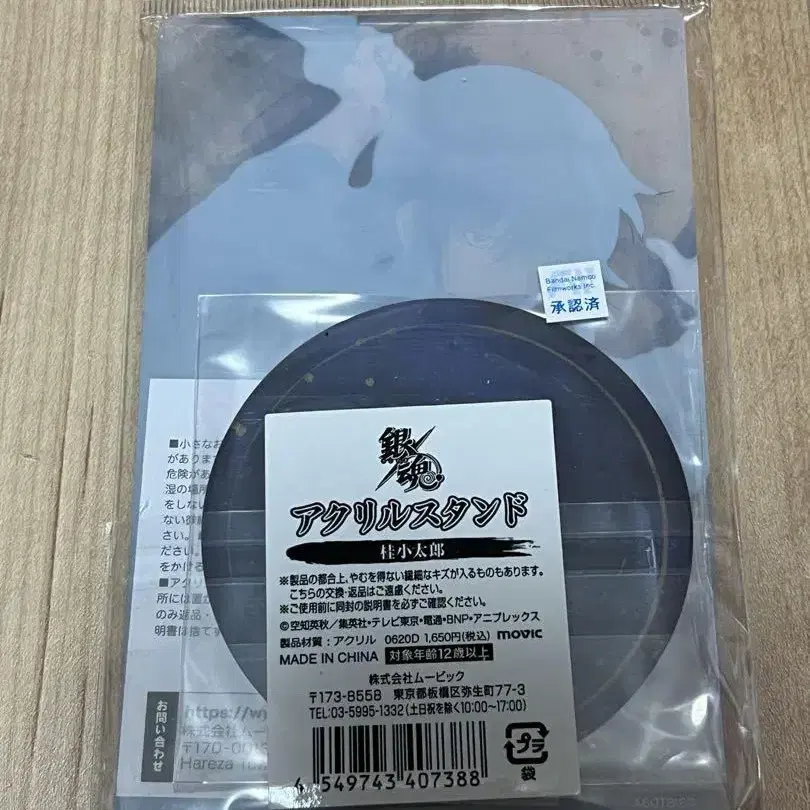 Bandai Namco
Filmworks Inc.
承認済
■小さなお
があります
危険があ
湿の場所
をしない
ださい。
をかける
■アクリ
所には置
のみ返品・
明書は捨てす
お問い合わせ
https://w
株式会社ムービ
〒170-0013
Hareza
銀魂
アクリルスタンド
桂小太郎
※製品の都合上、やむを得ない繊細なキズが入るものもあります。
こちらの交換・返品はご遠慮ください。
※ご使用前に同封の説明書を必ずご確認ください。
©空知英秋／集英社・テレビ東京・電通・BNP・アニプレックス
製品材質：アクリル 0620D 1,650円(税込) movic
MADE IN CHINA 対象年齢12歳以上
株式会社ムービック
〒173-8558 東京都板橋区弥生町77-3
TEL:03-5995-1332(土日祝を除く10:00〜17:00)
4 549743 407388
プラ
袋